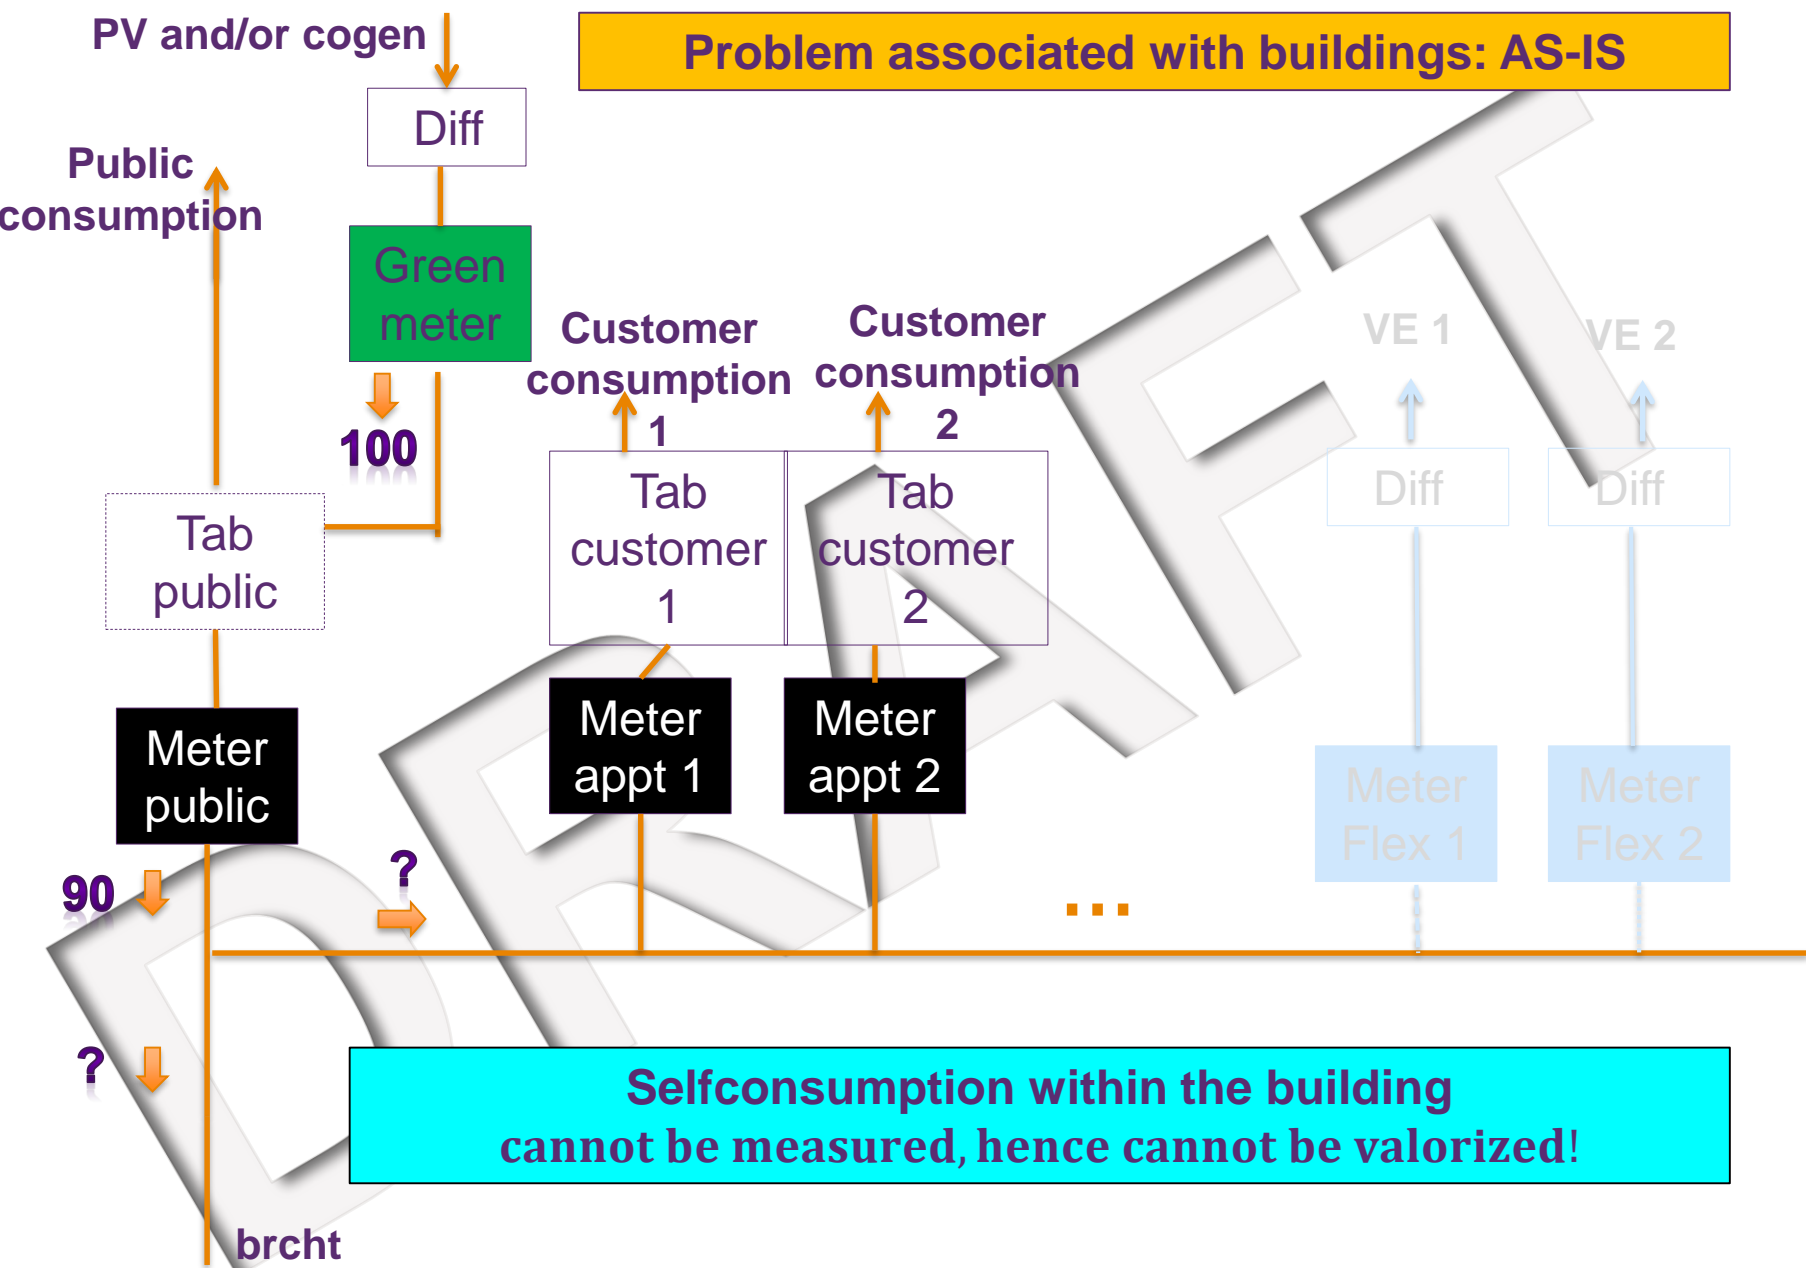 PV and/or cogen
Problem associated with buildings: AS-IS
Diff
Public
consumption
Green
meter
100
Customer
consumption
1
Customer
consumption
2
VE 1
VE 2
Tab
public
Tab
customer
1
Tab
customer
2
Diff
Diff
Meter
public
Meter
appt 1
Meter
appt 2
Meter
Flex 1
Meter
Flex 2
90
?
...
?
Selfconsumption within the building
cannot be measured, hence cannot be valorized!
brcht
DRAFT